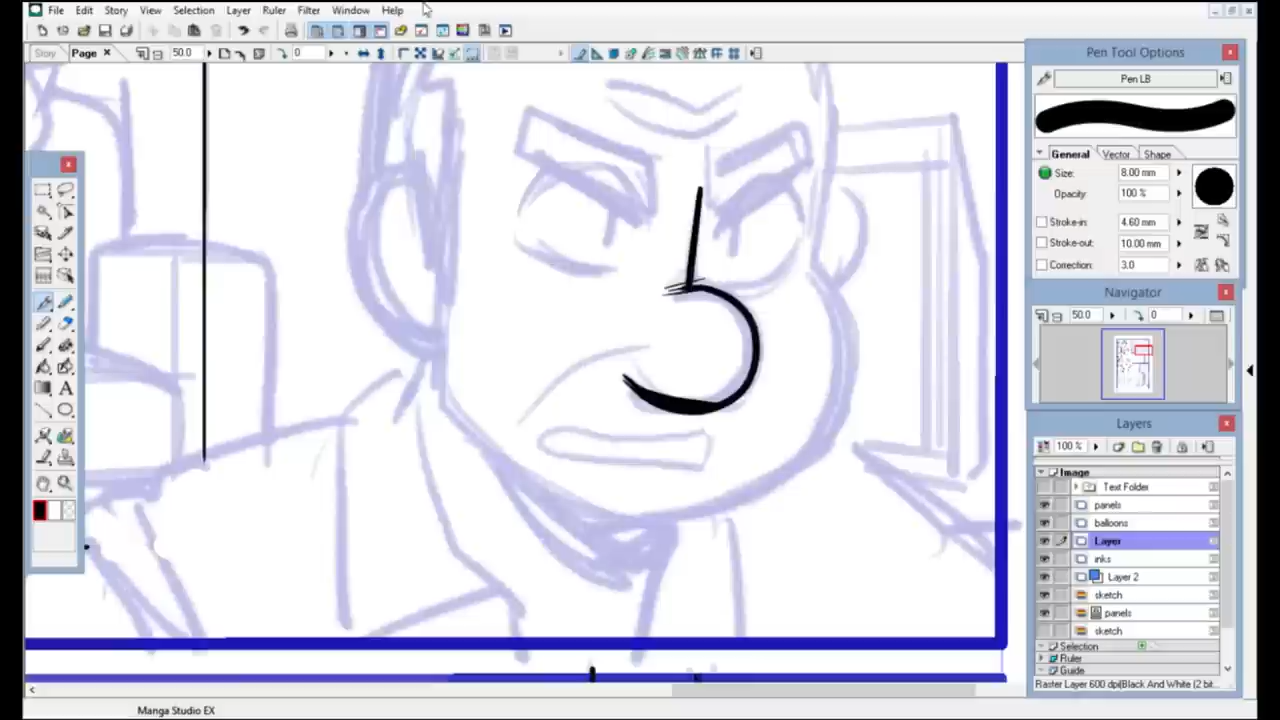 File Edit Story View Selection Layer Ruler Filter Window Help
Story Page 50.0 0
Pen Tool Options
Pen LB
General Vector Shape
Size: 8.00 mm
Opacity: 100 %
Stroke-in 4.60 mm
Stroke-out: 10.00 mm
Correction: 3.0
Navigator
50.0 0
Layers
100 %
Image
Text Folder
panels
balloons
Layer
inks
Layer 2
sketch
panels
sketch
Selection
Ruler
Guide
Raster Layer 600 dpi(Black And White (2 bit...
Manga Studio EX